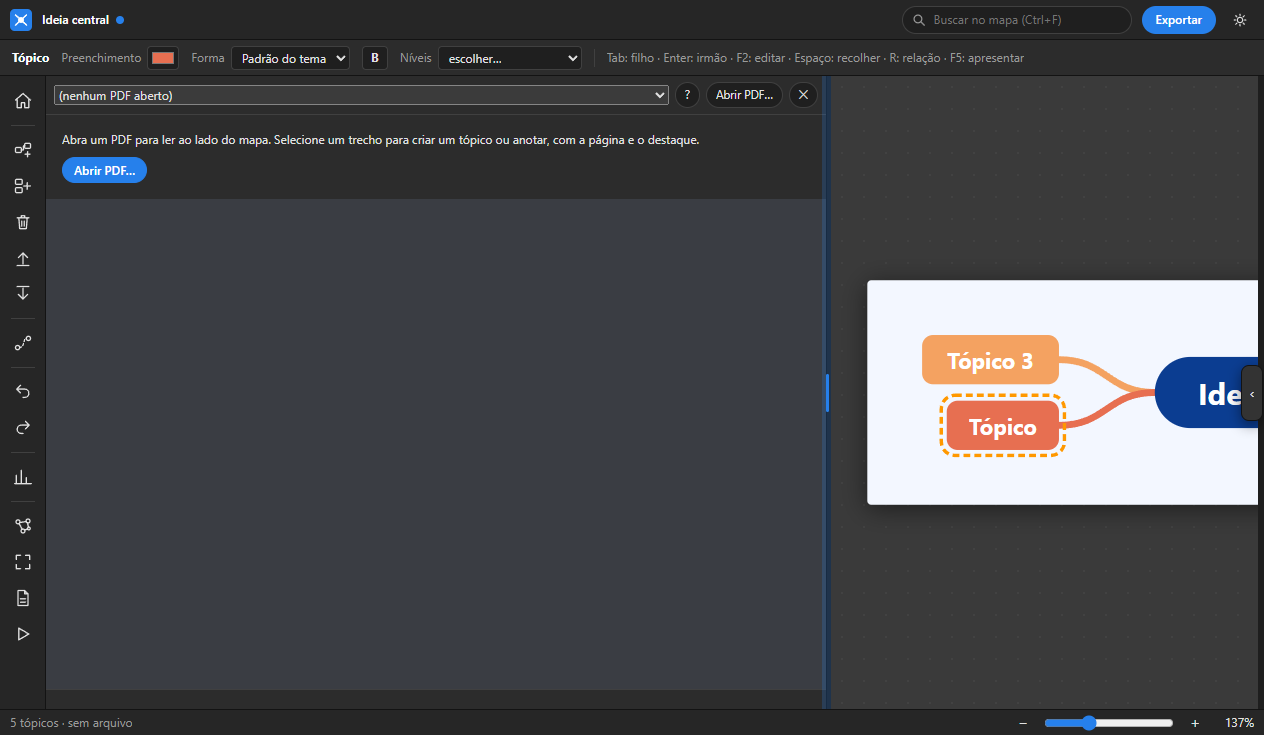 Ideia central
Buscar no mapa (Ctrl+F)
Exportar
Tópico
Preenchimento
Forma
Padrão do tema
B
Níveis
escolher...
Tab: filho · Enter: irmão · F2: editar · Espaço: recolher · R: relação · F5: apresentar
(nenhum PDF aberto)
?
Abrir PDF...
Abra um PDF para ler ao lado do mapa. Selecione um trecho para criar um tópico ou anotar, com a página e o destaque.
Abrir PDF...
Tópico 3
Ide
Tópico
5 tópicos · sem arquivo
137%